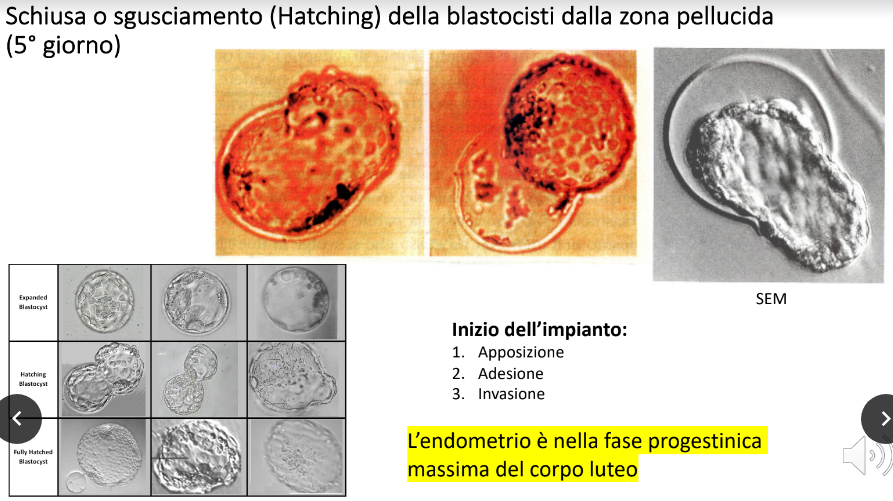 Schiusa o sgusciamento (Hatching) della blastocisti dalla zona pellucida
(5° giorno)
SEM
Expanded
Blastocyst
Hatching
Blastocyst
Fully Hatched
Blastocyst
Inizio dell’impianto:
1. Apposizione
2. Adesione
3. Invasione
L’endometrio è nella fase progestinica
massima del corpo luteo